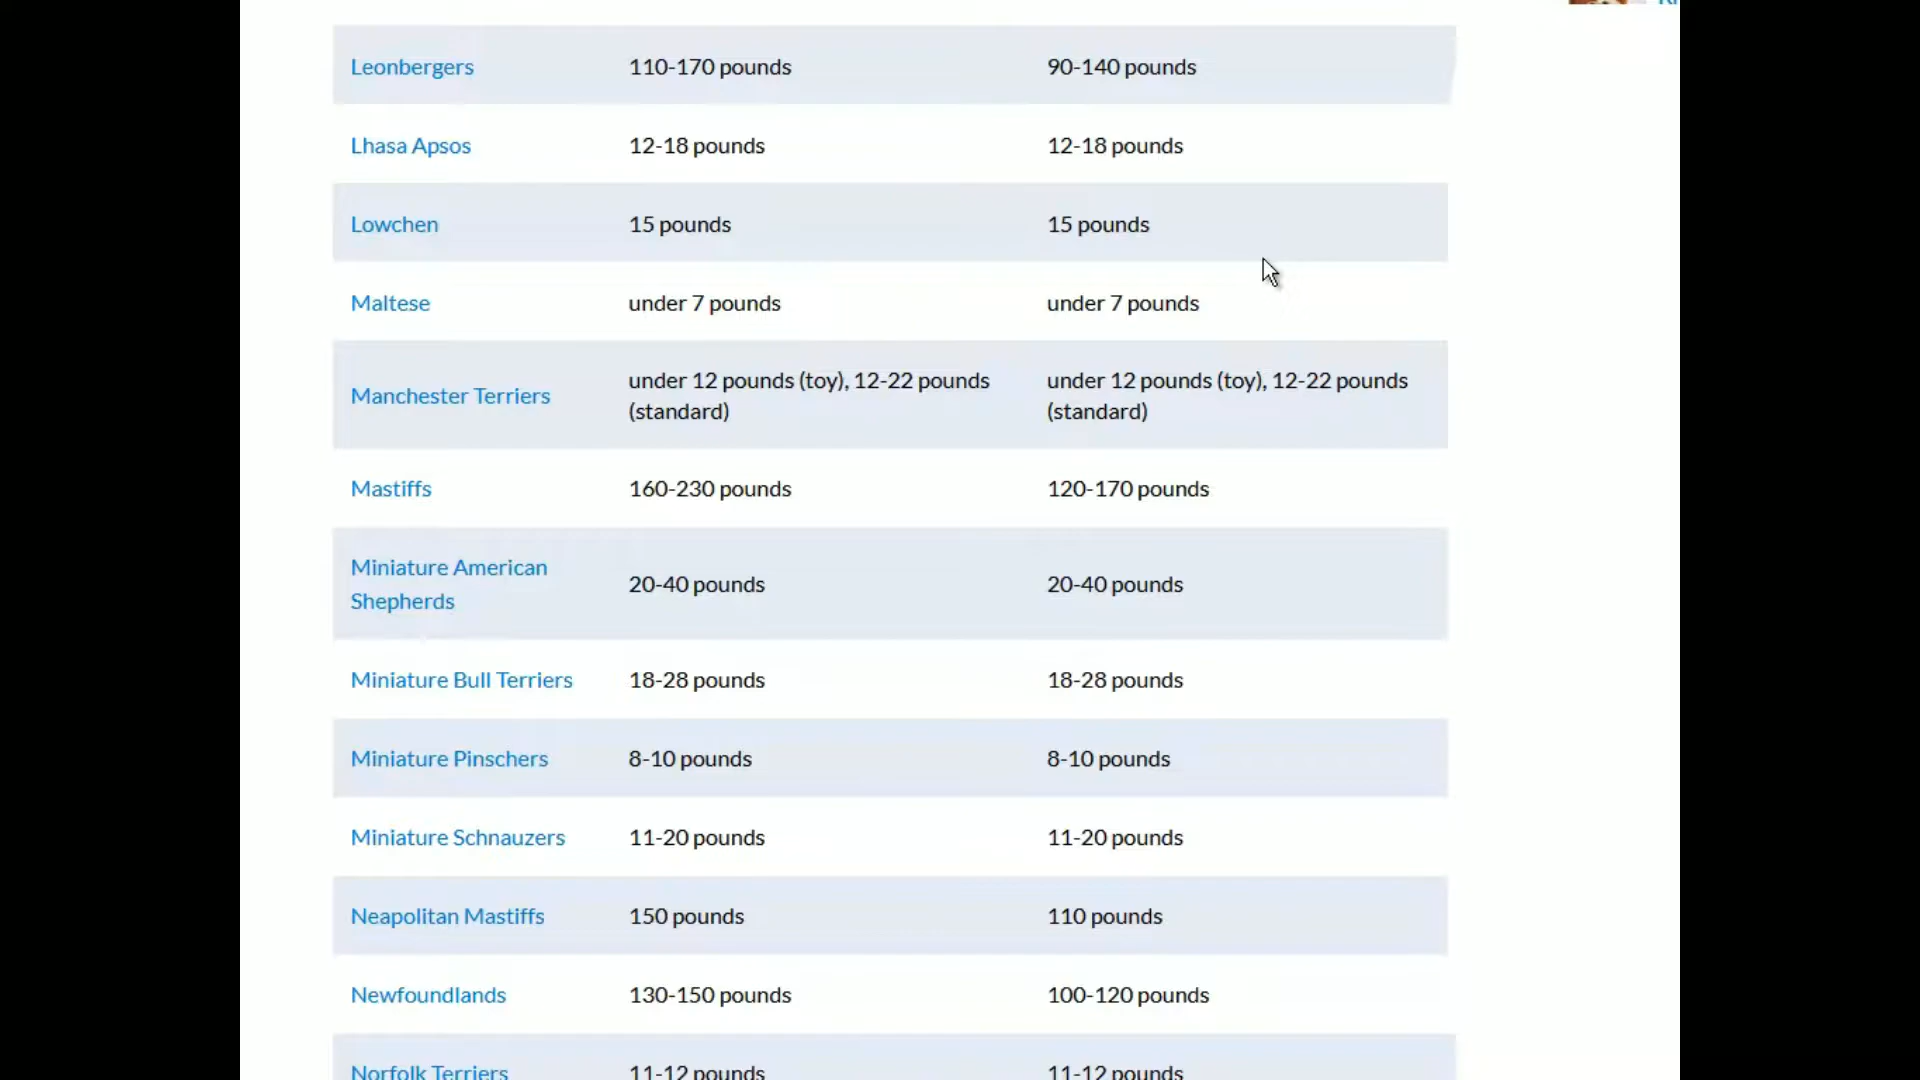 Leonbergers 110-170 pounds 90-140 pounds
Lhasa Apsos 12-18 pounds 12-18 pounds
Lowchen 15 pounds 15 pounds
Maltese under 7 pounds under 7 pounds
Manchester Terriers under 12 pounds (toy), 12-22 pounds (standard) under 12 pounds (toy), 12-22 pounds (standard)
Mastiffs 160-230 pounds 120-170 pounds
Miniature American Shepherds 20-40 pounds 20-40 pounds
Miniature Bull Terriers 18-28 pounds 18-28 pounds
Miniature Pinschers 8-10 pounds 8-10 pounds
Miniature Schnauzers 11-20 pounds 11-20 pounds
Neapolitan Mastiffs 150 pounds 110 pounds
Newfoundlands 130-150 pounds 100-120 pounds
Norfolk Terriers 11-12 pounds 11-12 pounds